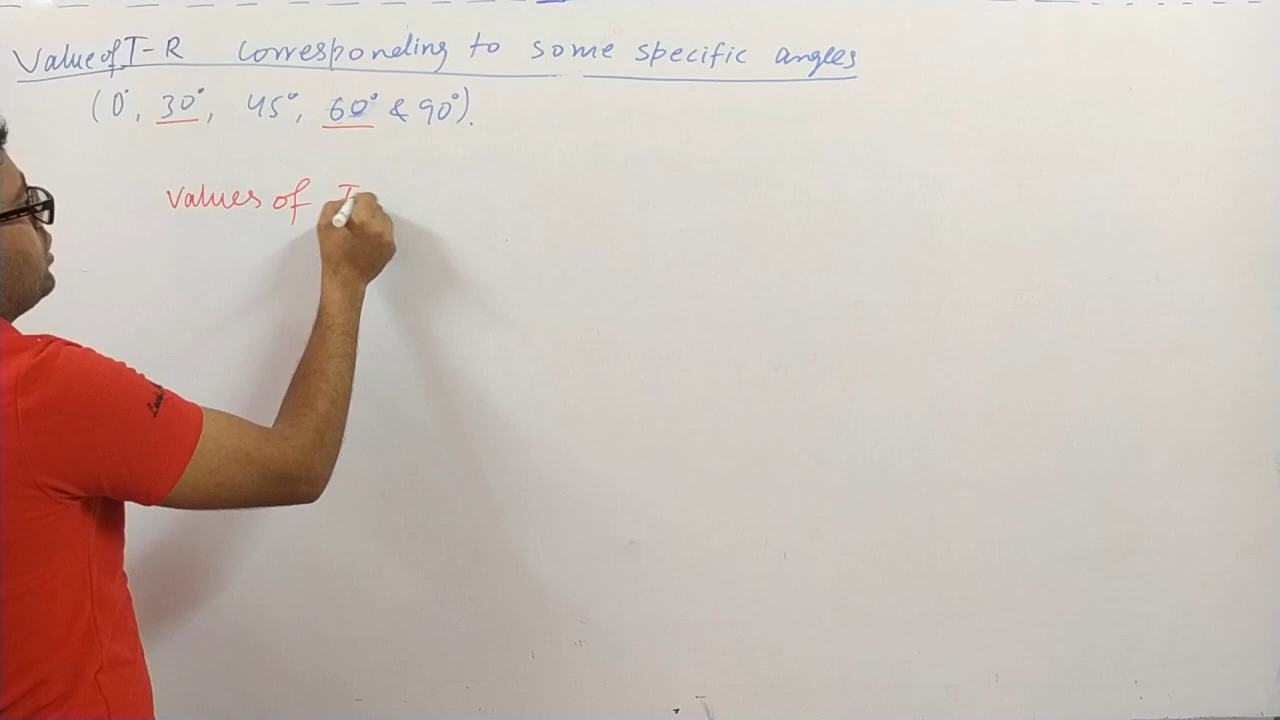 Value of T-R Corresponding to some specific angles
(0°, 30°, 45°, 60° & 90°).
values of T